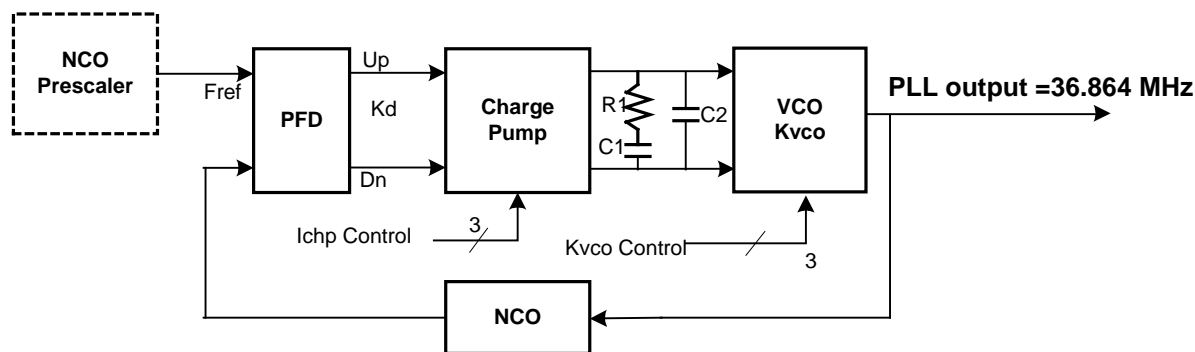 NCO
Prescaler
Fref
PFD
Up
Kd
Dn
Charge
Pump
R1
C1
C2
VCO
Kvco
PLL output =36.864 MHz
Ichp Control
3
Kvco Control
3
NCO